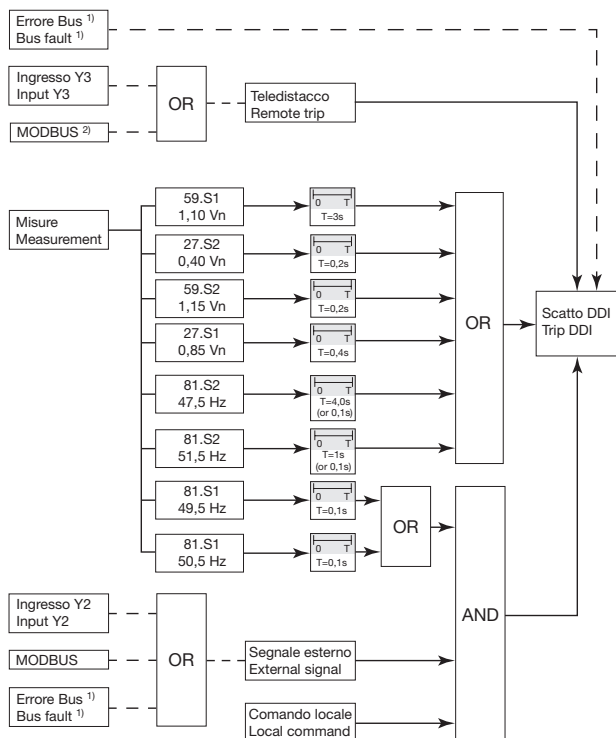 Errore Bus 1)
Bus fault 1)
Ingresso Y3
Input Y3
MODBUS 2)
OR
Teledistacco
Remote trip
Misure
Measurement
59.S1
1,10 Vn
0 T
T=3s
27.S2
0,40 Vn
0 T
T=0,2s
59.S2
1,15 Vn
0 T
T=0,2s
27.S1
0,85 Vn
0 T
T=0,4s
81.S2
47,5 Hz
0 T
T=4,0s
(or 0,1s)
81.S2
51,5 Hz
0 T
T=1s
(or 0,1s)
OR
Scatto DDI
Trip DDI
81.S1
49,5 Hz
0 T
T=0,1s
81.S1
50,5 Hz
0 T
T=0,1s
OR
AND
Ingresso Y2
Input Y2
MODBUS
Errore Bus 1)
Bus fault 1)
OR
Segnale esterno
External signal
Comando locale
Local command